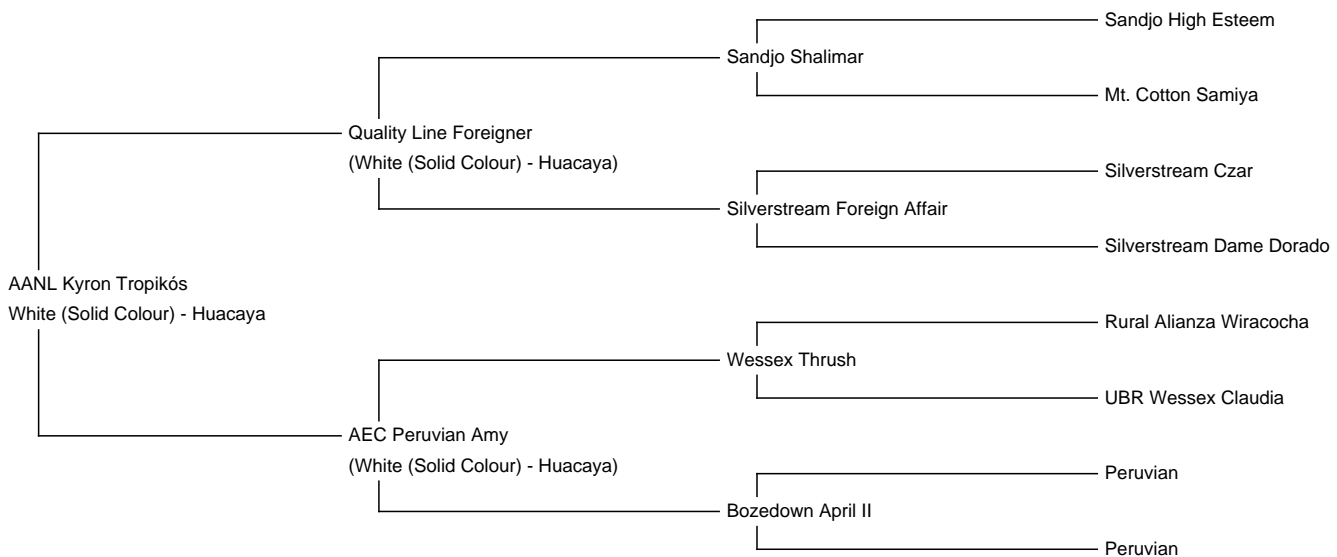 Sandjo High Esteem
Sandjo Shalimar
Mt. Cotton Samiya
Quality Line Foreigner
(White (Solid Colour) - Huacaya)
Silverstream Czar
Silverstream Foreign Affair
Silverstream Dame Dorado
AANL Kyron Tropikós
White (Solid Colour) - Huacaya
Rural Alianza Wiracocha
Wessex Thrush
UBR Wessex Claudia
AEC Peruvian Amy
(White (Solid Colour) - Huacaya)
Peruvian
Bozedown April II
Peruvian